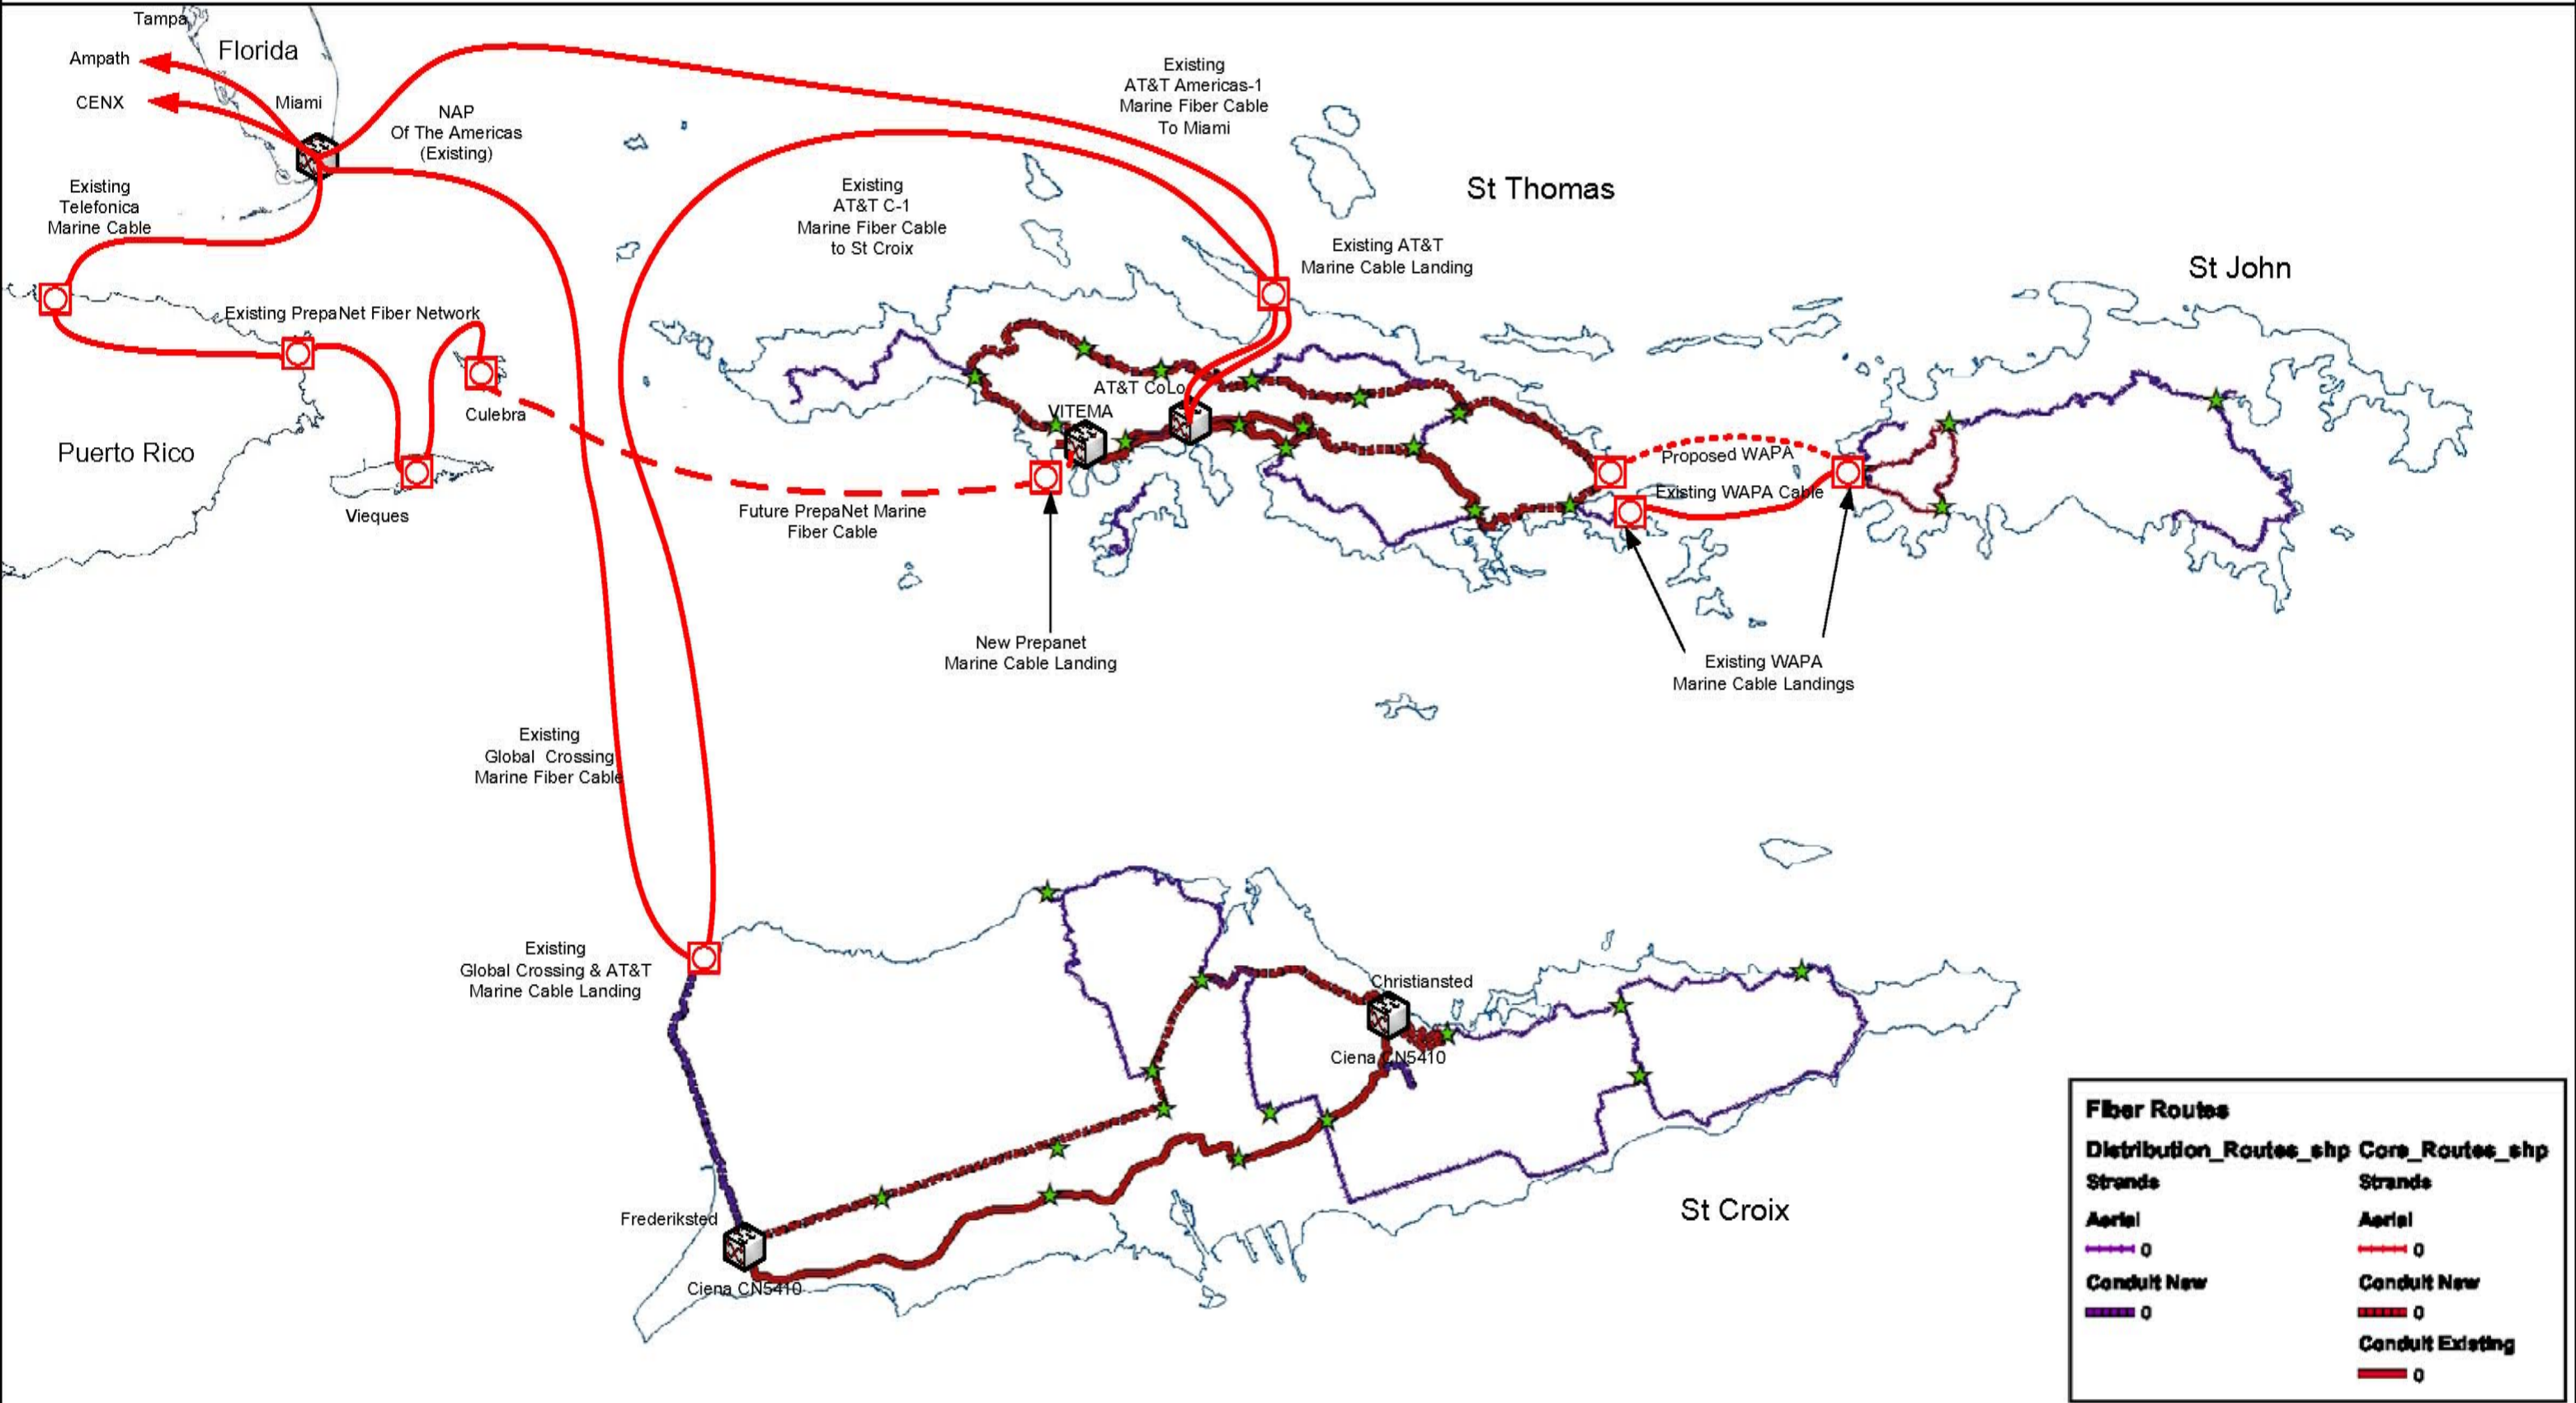 Tampa
Florida
Ampath
CENX
Miami
NAP
Of The Americas
(Existing)
Existing
Telefonica
Marine Cable
Existing
AT&T C-1
Marine Fiber Cable
to St Croix
Existing
AT&T Americas-1
Marine Fiber Cable
To Miami
St Thomas
Existing AT&T
Marine Cable Landing
St John
Existing PrepaNet Fiber Network
Culebra
Puerto Rico
Vieques
AT&T CoLo
VITEMA
Future PrepaNet Marine
Fiber Cable
Proposed WAPA
Existing WAPA Cable
New Prepanet
Marine Cable Landing
Existing WAPA
Marine Cable Landings
Existing
Global Crossing
Marine Fiber Cable
Existing
Global Crossing & AT&T
Marine Cable Landing
Christiansted
Ciena CN5410
Frederiksted
Ciena CN5410
St Croix
Fiber Routes
Distribution_Routes_shp Core_Routes_shp
Strands Strands
Aerial Aerial
0 0
Conduit New Conduit New
0 0
Conduit Existing
0